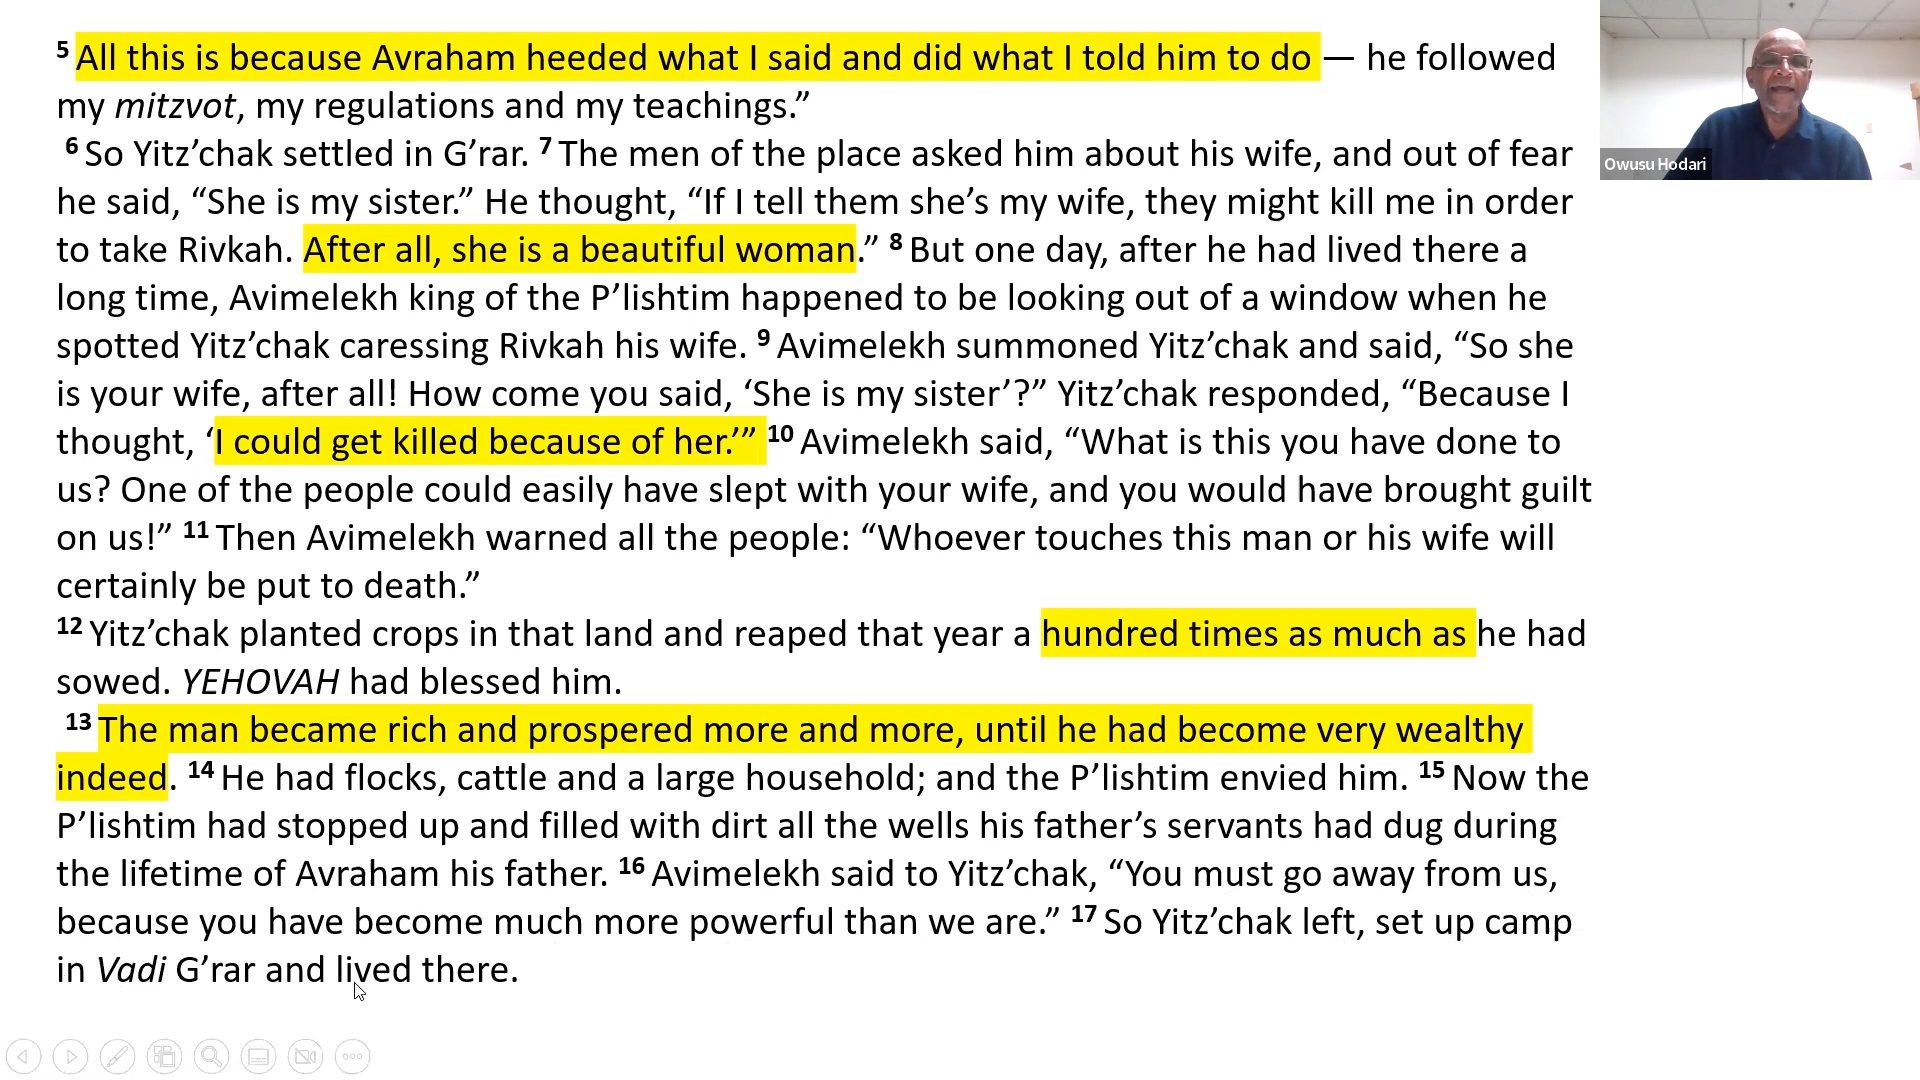 5 All this is because Avraham heeded what I said and did what I told him to do — he followed
my mitzvot, my regulations and my teachings.”
6 So Yitz’chak settled in G’rar. 7 The men of the place asked him about his wife, and out of fear
he said, “She is my sister.” He thought, “If I tell them she’s my wife, they might kill me in order
to take Rivkah. After all, she is a beautiful woman.” 8 But one day, after he had lived there a
long time, Avimelekh king of the P’lishtim happened to be looking out of a window when he
spotted Yitz’chak caressing Rivkah his wife. 9 Avimelekh summoned Yitz’chak and said, “So she
is your wife, after all! How come you said, ‘She is my sister’?” Yitz’chak responded, “Because I
thought, ‘I could get killed because of her.’” 10 Avimelekh said, “What is this you have done to
us? One of the people could easily have slept with your wife, and you would have brought guilt
on us!” 11 Then Avimelekh warned all the people: “Whoever touches this man or his wife will
certainly be put to death.”
12 Yitz’chak planted crops in that land and reaped that year a hundred times as much as he had
sowed. YEHOVAH had blessed him.
13 The man became rich and prospered more and more, until he had become very wealthy
indeed. 14 He had flocks, cattle and a large household; and the P’lishtim envied him. 15 Now the
P’lishtim had stopped up and filled with dirt all the wells his father’s servants had dug during
the lifetime of Avraham his father. 16 Avimelekh said to Yitz’chak, “You must go away from us,
because you have become much more powerful than we are.” 17 So Yitz’chak left, set up camp
in Vadi G’rar and lived there.
Owusu Hodari